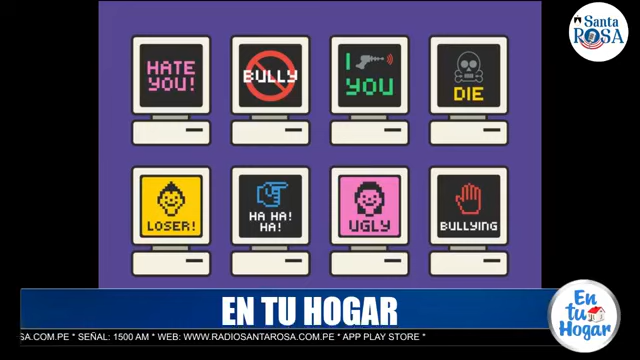 Santa
ROSA
HATE
YOU!
BULLY
I
YOU
DIE
LOSER!
HA HA!
HA!
UGLY
BULLYING
EN TU HOGAR
En
tu
Hogar
SA.COM.PE * SEÑAL: 1500 AM * WEB: WWW.RADIOSANTAROSA.COM.PE * APP PLAY STORE *